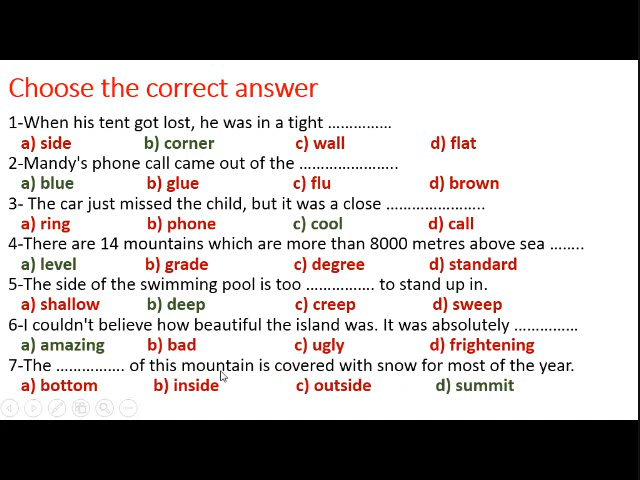 Choose the correct answer
1-When his tent got lost, he was in a tight ……………
a) side b) corner c) wall d) flat
2-Mandy's phone call came out of the …………………..
a) blue b) glue c) flu d) brown
3- The car just missed the child, but it was a close …………………..
a) ring b) phone c) cool d) call
4-There are 14 mountains which are more than 8000 metres above sea ……..
a) level b) grade c) degree d) standard
5-The side of the swimming pool is too ……………. to stand up in.
a) shallow b) deep c) creep d) sweep
6-I couldn't believe how beautiful the island was. It was absolutely ……………
a) amazing b) bad c) ugly d) frightening
7-The ……………. of this mountain is covered with snow for most of the year.
a) bottom b) inside c) outside d) summit